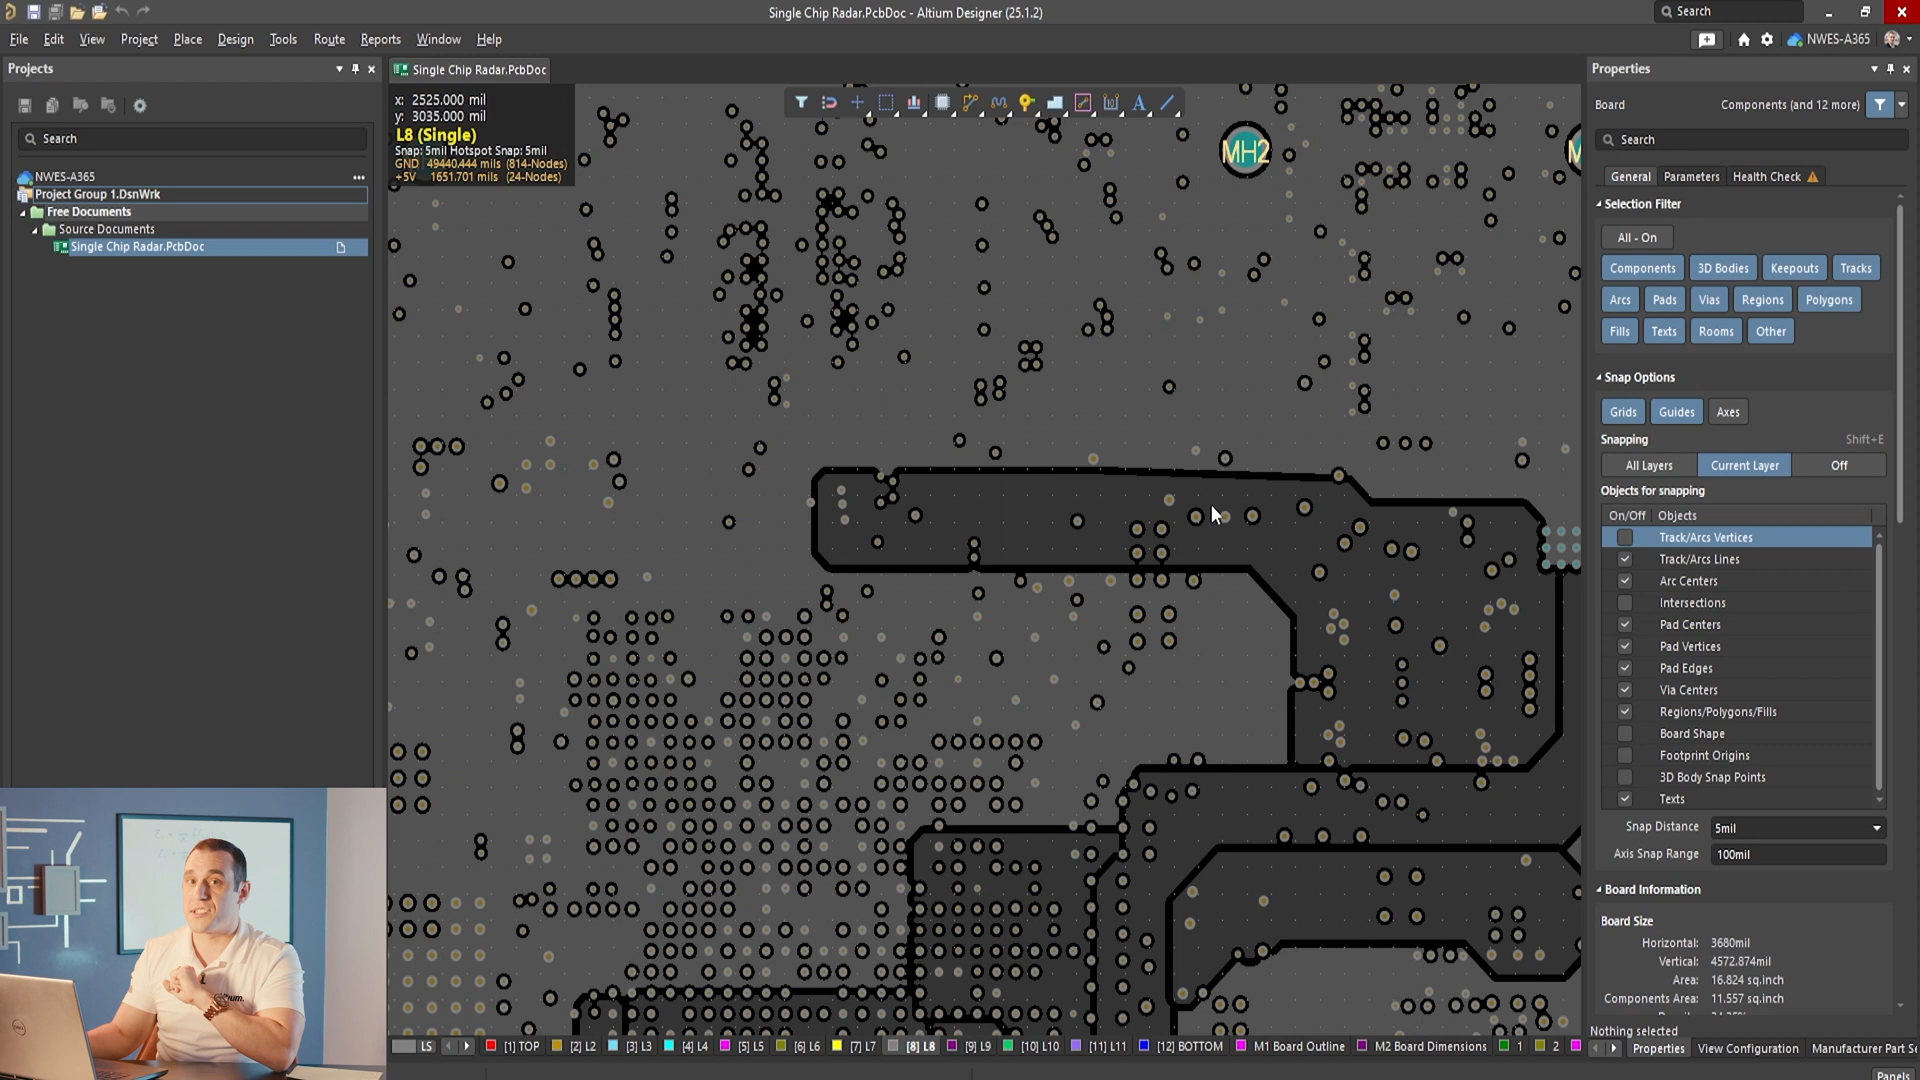 Single Chip Radar.PcbDoc - Altium Designer (25.1.2)
Search
File Edit View Project Place Design Tools Route Reports Window Help
NWES-A365
Projects
Search
NWES-A365
Project Group 1.DsnWrk
Free Documents
Source Documents
Single Chip Radar.PcbDoc
Single Chip Radar.PcbDoc
x: 2525.000 mil
y: 3035.000 mil
L8 (Single)
Snap: 5mil Hotspot Snap: 5mil
GND 49440.444 mils (814-Nodes)
+5V 1651.701 mils (24-Nodes)
MH2
Properties
Board Components (and 12 more)
Search
General Parameters Health Check
Selection Filter
All - On
Components 3D Bodies Keepouts Tracks
Arcs Pads Vias Regions Polygons
Fills Texts Rooms Other
Snap Options
Grids Guides Axes
Snapping Shift+E
All Layers Current Layer Off
Objects for snapping
On/Off Objects
Track/Arcs Vertices
Track/Arcs Lines
Arc Centers
Intersections
Pad Centers
Pad Vertices
Pad Edges
Via Centers
Regions/Polygons/Fills
Board Shape
Footprint Origins
3D Body Snap Points
Texts
Snap Distance 5mil
Axis Snap Range 100mil
Board Information
Board Size
Horizontal: 3680mil
Vertical: 4572.874mil
Area: 16.824 sq.inch
Components Area: 11.557 sq.inch
Nothing selected
LS [1] TOP [2] L2 [3] L3 [4] L4 [5] L5 [6] L6 [7] L7 [8] L8 [9] L9 [10] L10 [11] L11 [12] BOTTOM M1 Board Outline M2 Board Dimensions 1 2
Properties View Configuration Manufacturer Part Se
Panels